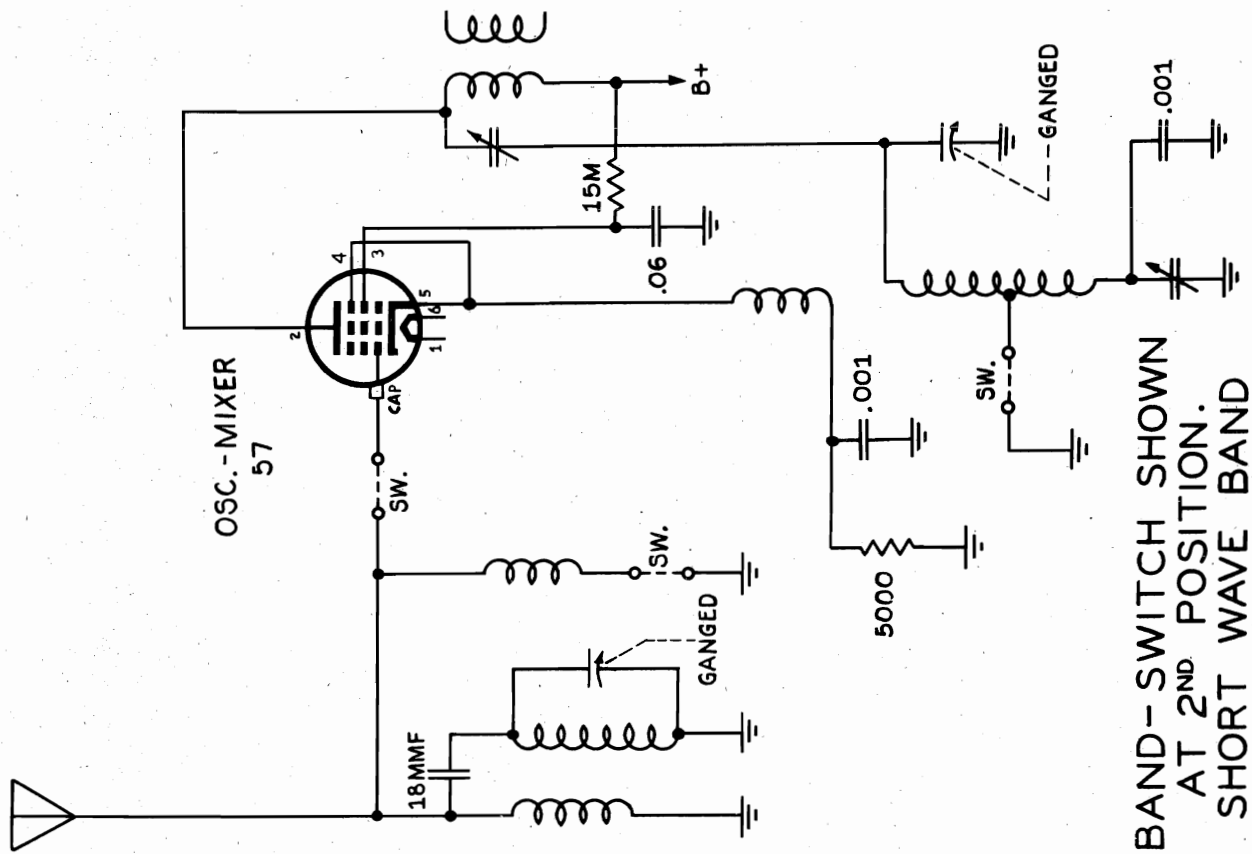 OSC.-MIXER
57
CAP
2
4
3
5
6
1
SW.
SW.
18MMF
GANGED
15M
B+
.06
.001
5000
SW.
GANGED
.001
BAND-SWITCH SHOWN
AT 2ND POSITION.
SHORT WAVE BAND